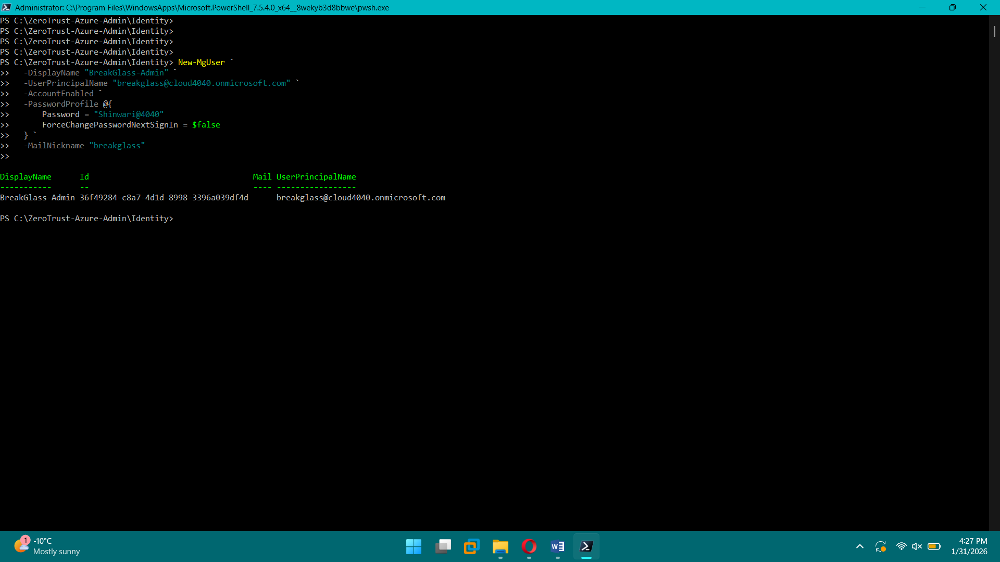 Administrator: C:\Program Files\WindowsApps\Microsoft.PowerShell_7.5.4.0_x64__8wekyb3d8bbwe\pwsh.exe
PS C:\ZeroTrust-Azure-Admin\Identity>
PS C:\ZeroTrust-Azure-Admin\Identity>
PS C:\ZeroTrust-Azure-Admin\Identity>
PS C:\ZeroTrust-Azure-Admin\Identity>
PS C:\ZeroTrust-Azure-Admin\Identity> New-MgUser `
>>   -DisplayName "BreakGlass-Admin" `
>>   -UserPrincipalName "breakglass@cloud4040.onmicrosoft.com" `
>>   -AccountEnabled `
>>   -PasswordProfile @{
>>       Password = "Shinwari@4040"
>>       ForceChangePasswordNextSignIn = $false
>>   } `
>>   -MailNickname "breakglass"
>>
DisplayName      Id                                   Mail UserPrincipalName
-----------      --                                   ---- -----------------
BreakGlass-Admin 36f49284-c8a7-4d1d-8998-3396a039df4d      breakglass@cloud4040.onmicrosoft.com
PS C:\ZeroTrust-Azure-Admin\Identity>
1
-10°C
Mostly sunny
W
4:27 PM
1/31/2026